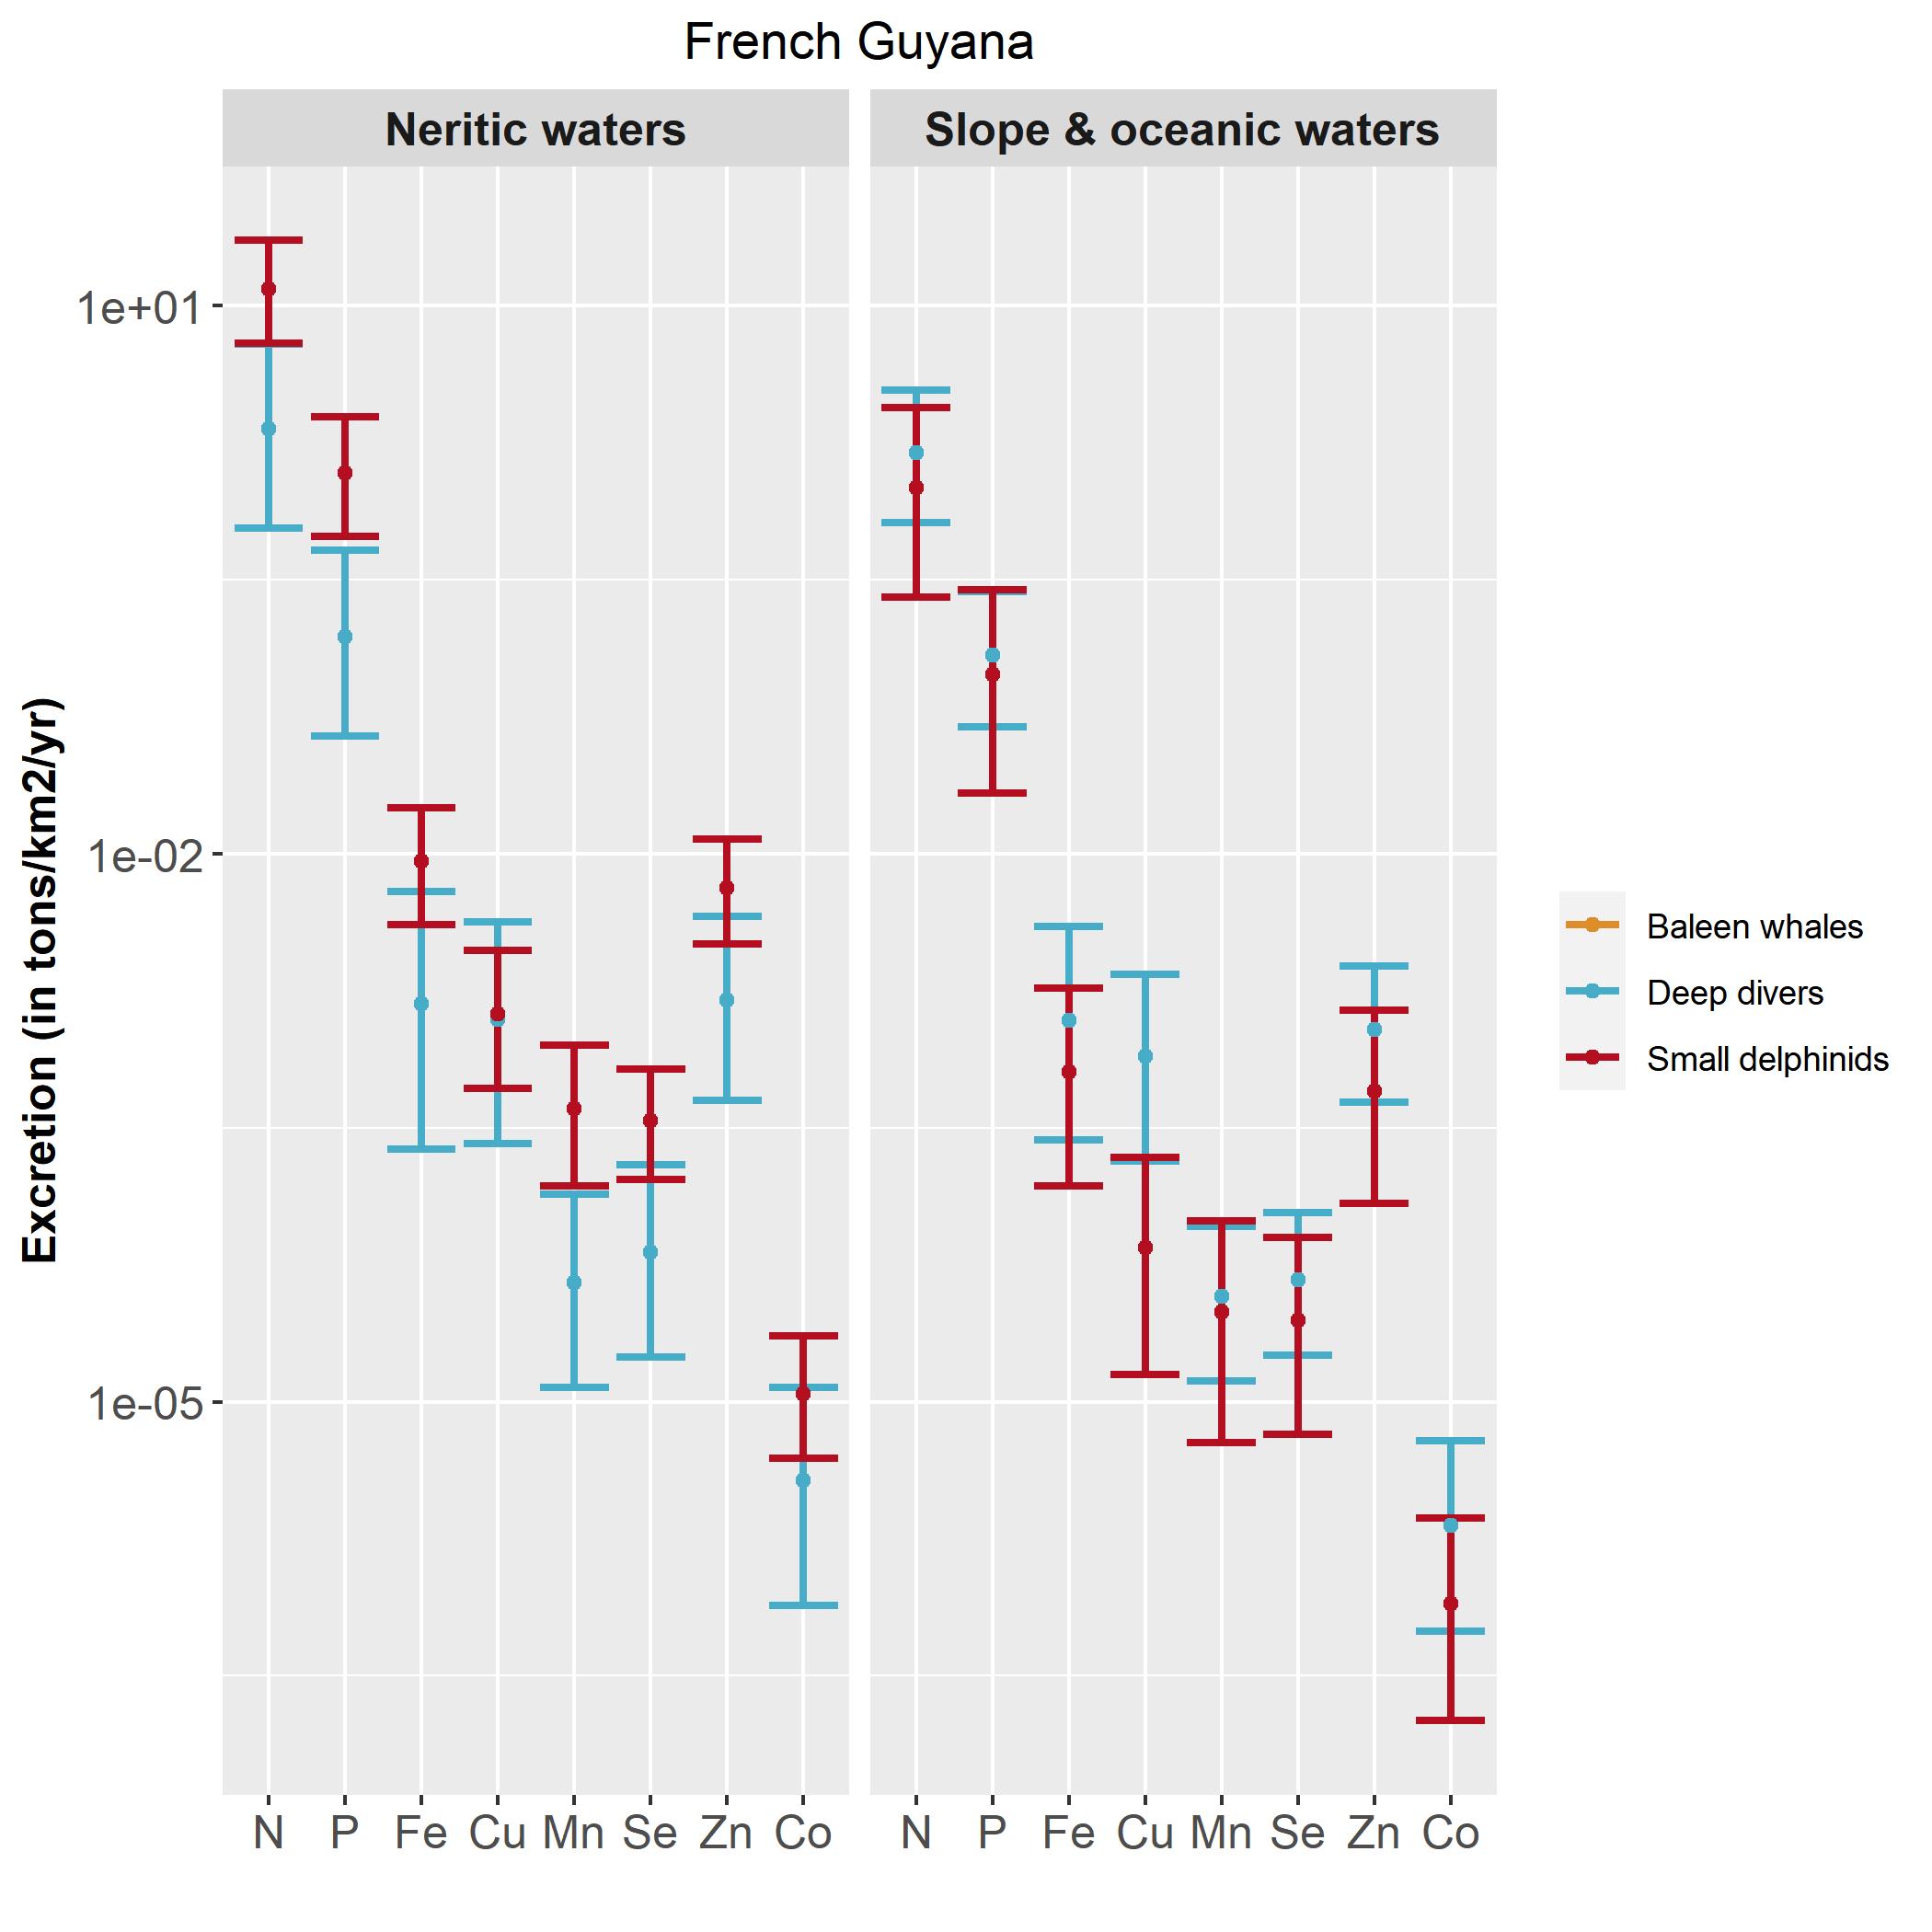 French Guyana
Neritic waters
Slope & oceanic waters
Excretion (in tons/km2/yr)
1e+01
1e-02
1e-05
N P Fe Cu Mn Se Zn Co
N P Fe Cu Mn Se Zn Co
Baleen whales
Deep divers
Small delphinids